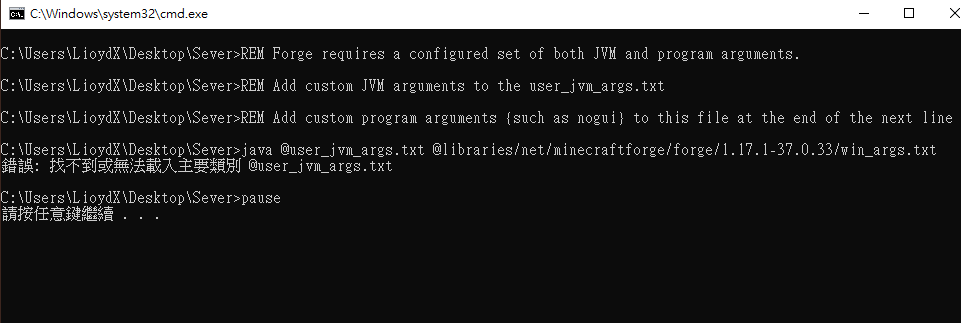 C:\Windows\system32\cmd.exe
C:\Users\LioydX\Desktop\Sever>REM Forge requires a configured set of both JVM and program arguments.
C:\Users\LioydX\Desktop\Sever>REM Add custom JVM arguments to the user_jvm_args.txt
C:\Users\LioydX\Desktop\Sever>REM Add custom program arguments {such as nogui} to this file at the end of the next line
C:\Users\LioydX\Desktop\Sever>java @user_jvm_args.txt @libraries/net/minecraftforge/forge/1.17.1-37.0.33/win_args.txt
錯誤: 找不到或無法載入主要類別 @user_jvm_args.txt
C:\Users\LioydX\Desktop\Sever>pause
請按任意鍵繼續 . . .